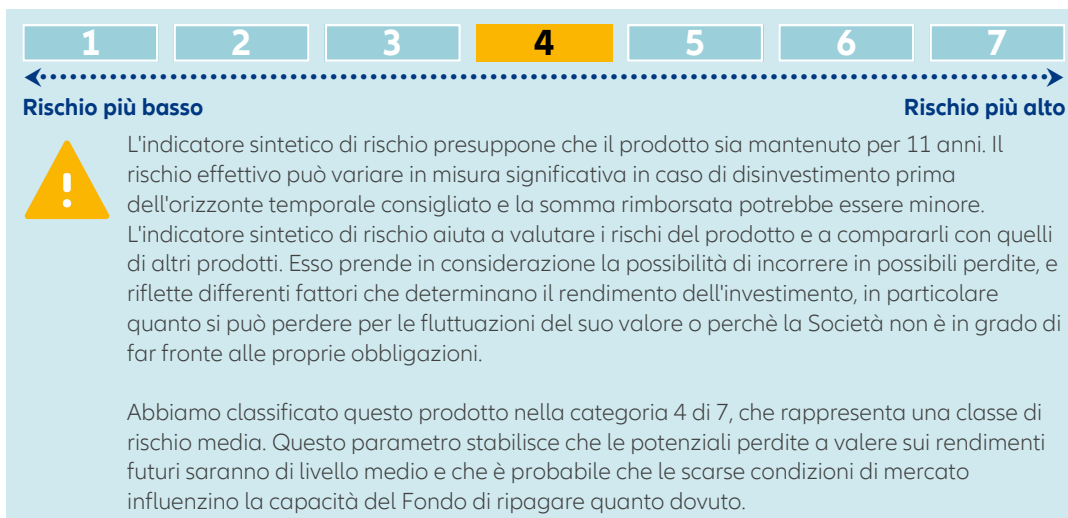 1 2 3 4 5 6 7
Rischio più basso Rischio più alto
L'indicatore sintetico di rischio presuppone che il prodotto sia mantenuto per 11 anni. Il
rischio effettivo può variare in misura significativa in caso di disinvestimento prima
dell'orizzonte temporale consigliato e la somma rimborsata potrebbe essere minore.
L'indicatore sintetico di rischio aiuta a valutare i rischi del prodotto e a compararli con quelli
di altri prodotti. Esso prende in considerazione la possibilità di incorrere in possibili perdite, e
riflette differenti fattori che determinano il rendimento dell'investimento, in particolare
quanto si può perdere per le fluttuazioni del suo valore o perchè la Società non è in grado di
far fronte alle proprie obbligazioni.
Abbiamo classificato questo prodotto nella categoria 4 di 7, che rappresenta una classe di
rischio media. Questo parametro stabilisce che le potenziali perdite a valere sui rendimenti
futuri saranno di livello medio e che è probabile che le scarse condizioni di mercato
influenzino la capacità del Fondo di ripagare quanto dovuto.